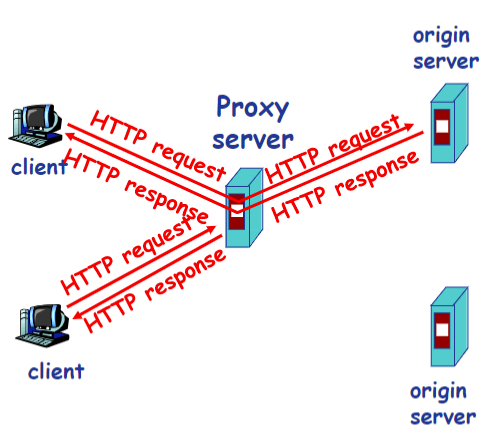 origin
server
Proxy
server
client
HTTP request
HTTP response
HTTP request
HTTP response
HTTP request
HTTP response
client
origin
server